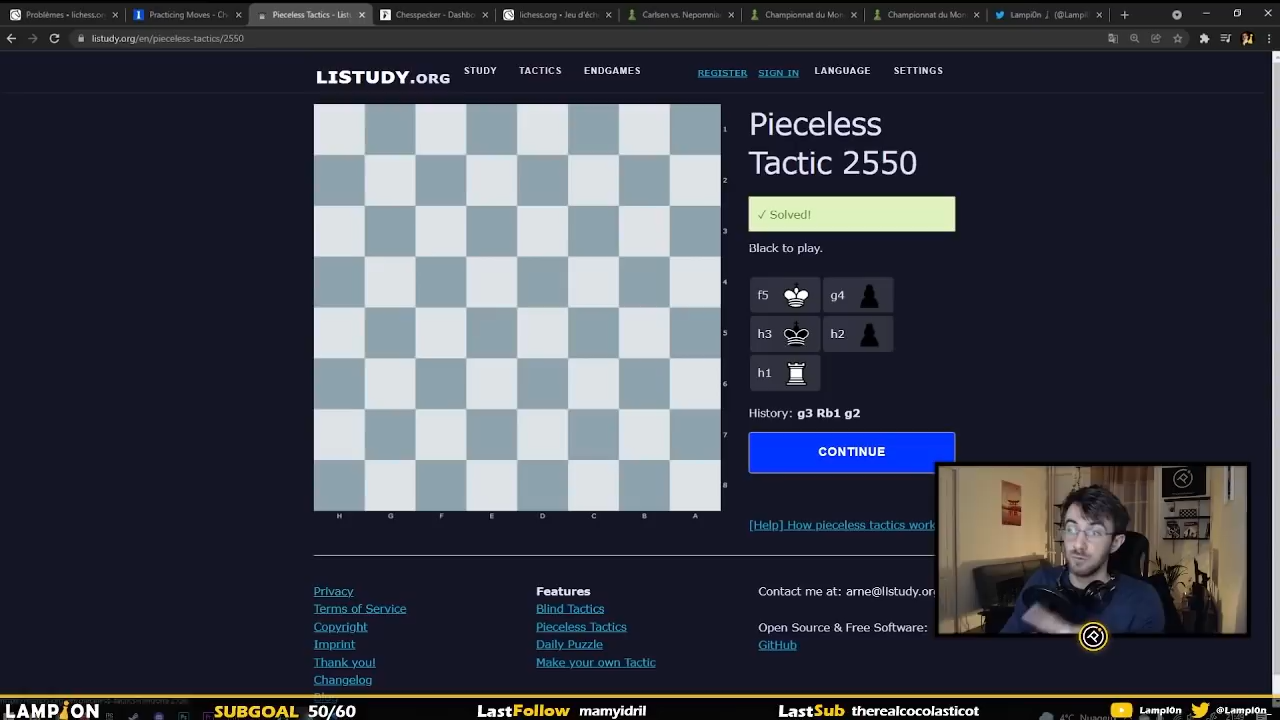 Problèmes • lichess.o
Practicing Moves - Ch
Pieceless Tactics - List
Chesspecker - Dashbo
lichess.org • Jeu d'éch
Carlsen vs. Nepomnia
Championnat du Mon
Championnat du Mon
Lampi0n
(@Lampi
listudy.org/en/pieceless-tactics/2550
LISTUDY.ORG
STUDY
TACTICS
ENDGAMES
REGISTER
SIGN IN
LANGUAGE
SETTINGS
1
2
3
4
5
6
7
8
H G F E D C B A
Pieceless
Tactic 2550
✓ Solved!
Black to play.
f5
g4
h3
h2
h1
History: g3 Rb1 g2
CONTINUE
[Help] How pieceless tactics work
Privacy
Terms of Service
Copyright
Imprint
Thank you!
Changelog
Features
Blind Tactics
Pieceless Tactics
Daily Puzzle
Make your own Tactic
Contact me at: arne@listudy.org
Open Source & Free Software:
GitHub
LAMPION
SUBGOAL 50/60
LastFollow mamyidril
LastSub therealcocolasticot
Lampl0n_
@Lampl0n_